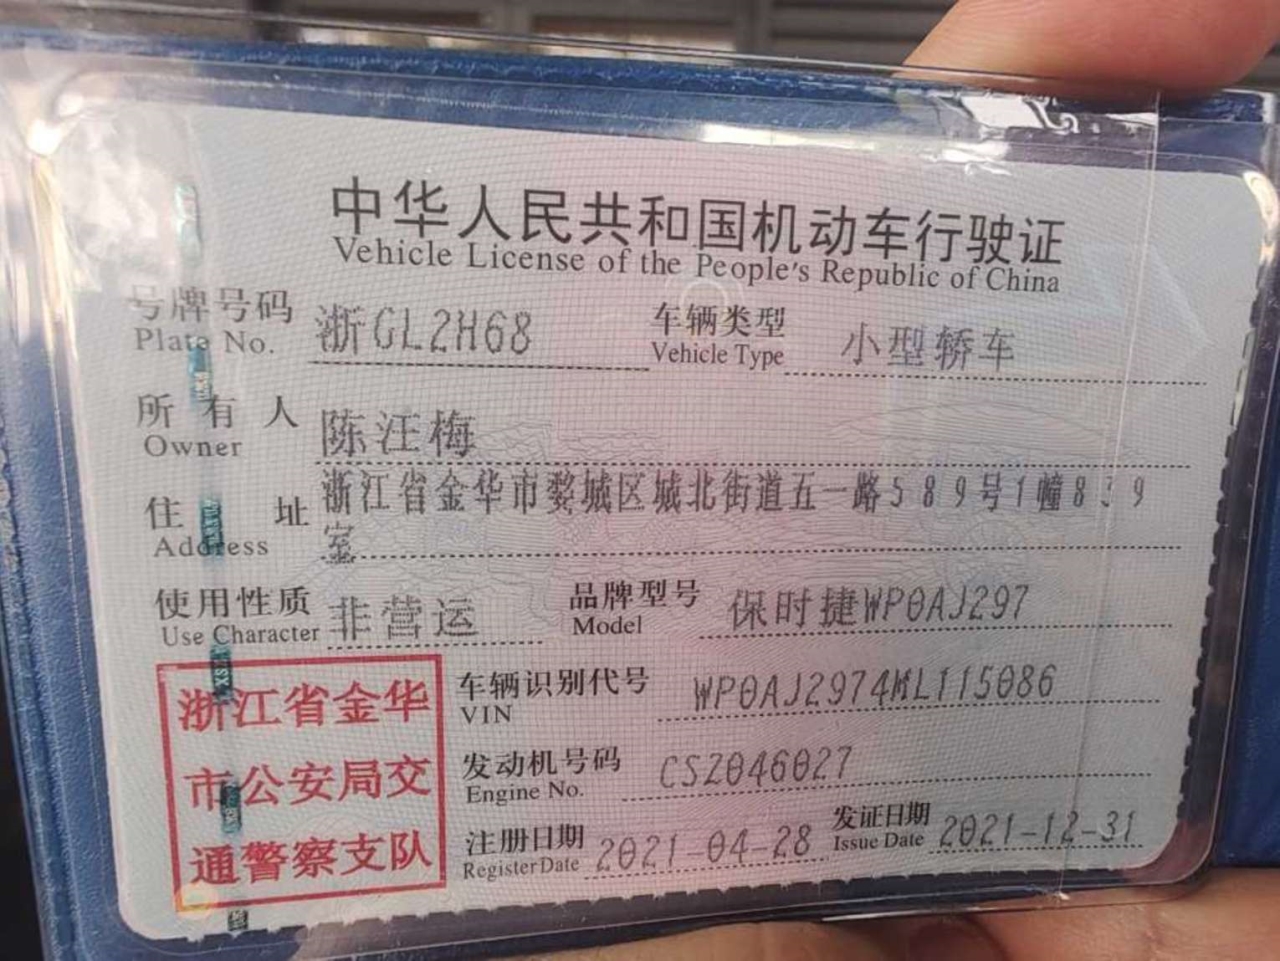 中华人民共和国机动车行驶证
Vehicle License of the People's Republic of China
号牌号码 浙GL2H68 车辆类型 小型轿车
Plate No. Vehicle Type
所有人 陈汪梅
Owner
住址 浙江省金华市婺城区城北街道五一路589号1幢839
Address 室
使用性质 非营运 品牌型号 保时捷WP0AJ297
Use Character Model
浙江省金华
市公安局交
通警察支队
车辆识别代号 WP0AJ2974ML115086
VIN
发动机号码 CSZ046027
Engine No.
注册日期 2021-04-28 发证日期 2021-12-31
Register Date Issue Date